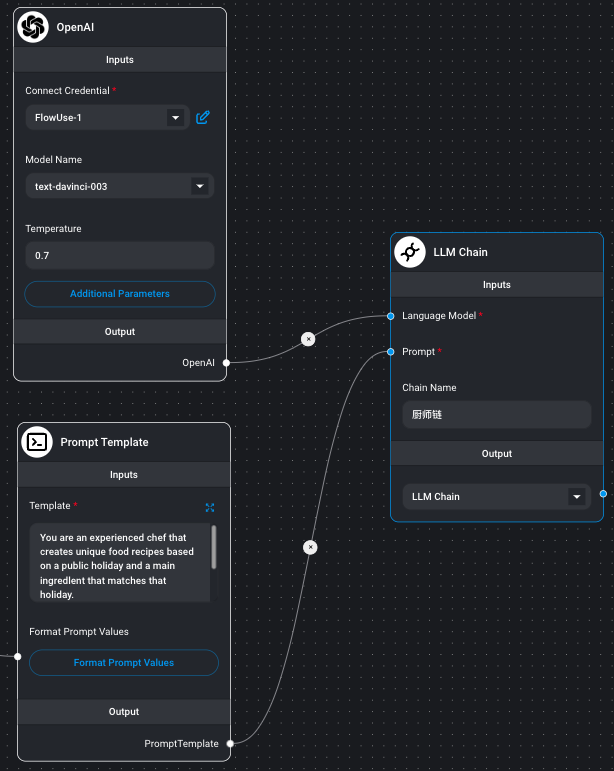 OpenAI
Inputs
Connect Credential *
FlowUse-1
Model Name
text-davinci-003
Temperature
0.7
Additional Parameters
Output
OpenAI
Prompt Template
Inputs
Template *
You are an experienced chef that
creates unique food recipes based
on a public holiday and a main
ingredient that matches that
holiday.
Format Prompt Values
Format Prompt Values
Output
PromptTemplate
LLM Chain
Inputs
Language Model *
Prompt *
Chain Name
厨师链
Output
LLM Chain